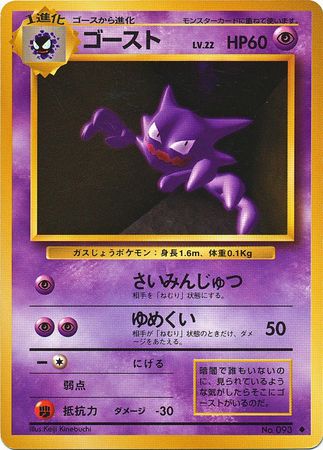 1進化 ゴースから進化 モンスターカードに重ねて使います。
ゴースト LV.22 HP60
ガスじょうポケモン：身長1.6m、体重0.1Kg
さいみんじゅつ
相手を「ねむり」状態にする。
ゆめくい 50
相手が「ねむり」状態のときだけ、ダメ
ージをあたえる。
にげる
弱点
抵抗力 ダメージ -30
暗闇で誰もいないの
に、見られているよう
な気がしたらそこに
ゴーストがいるのだ。
Illus. Keiji Kinebuchi
No.093